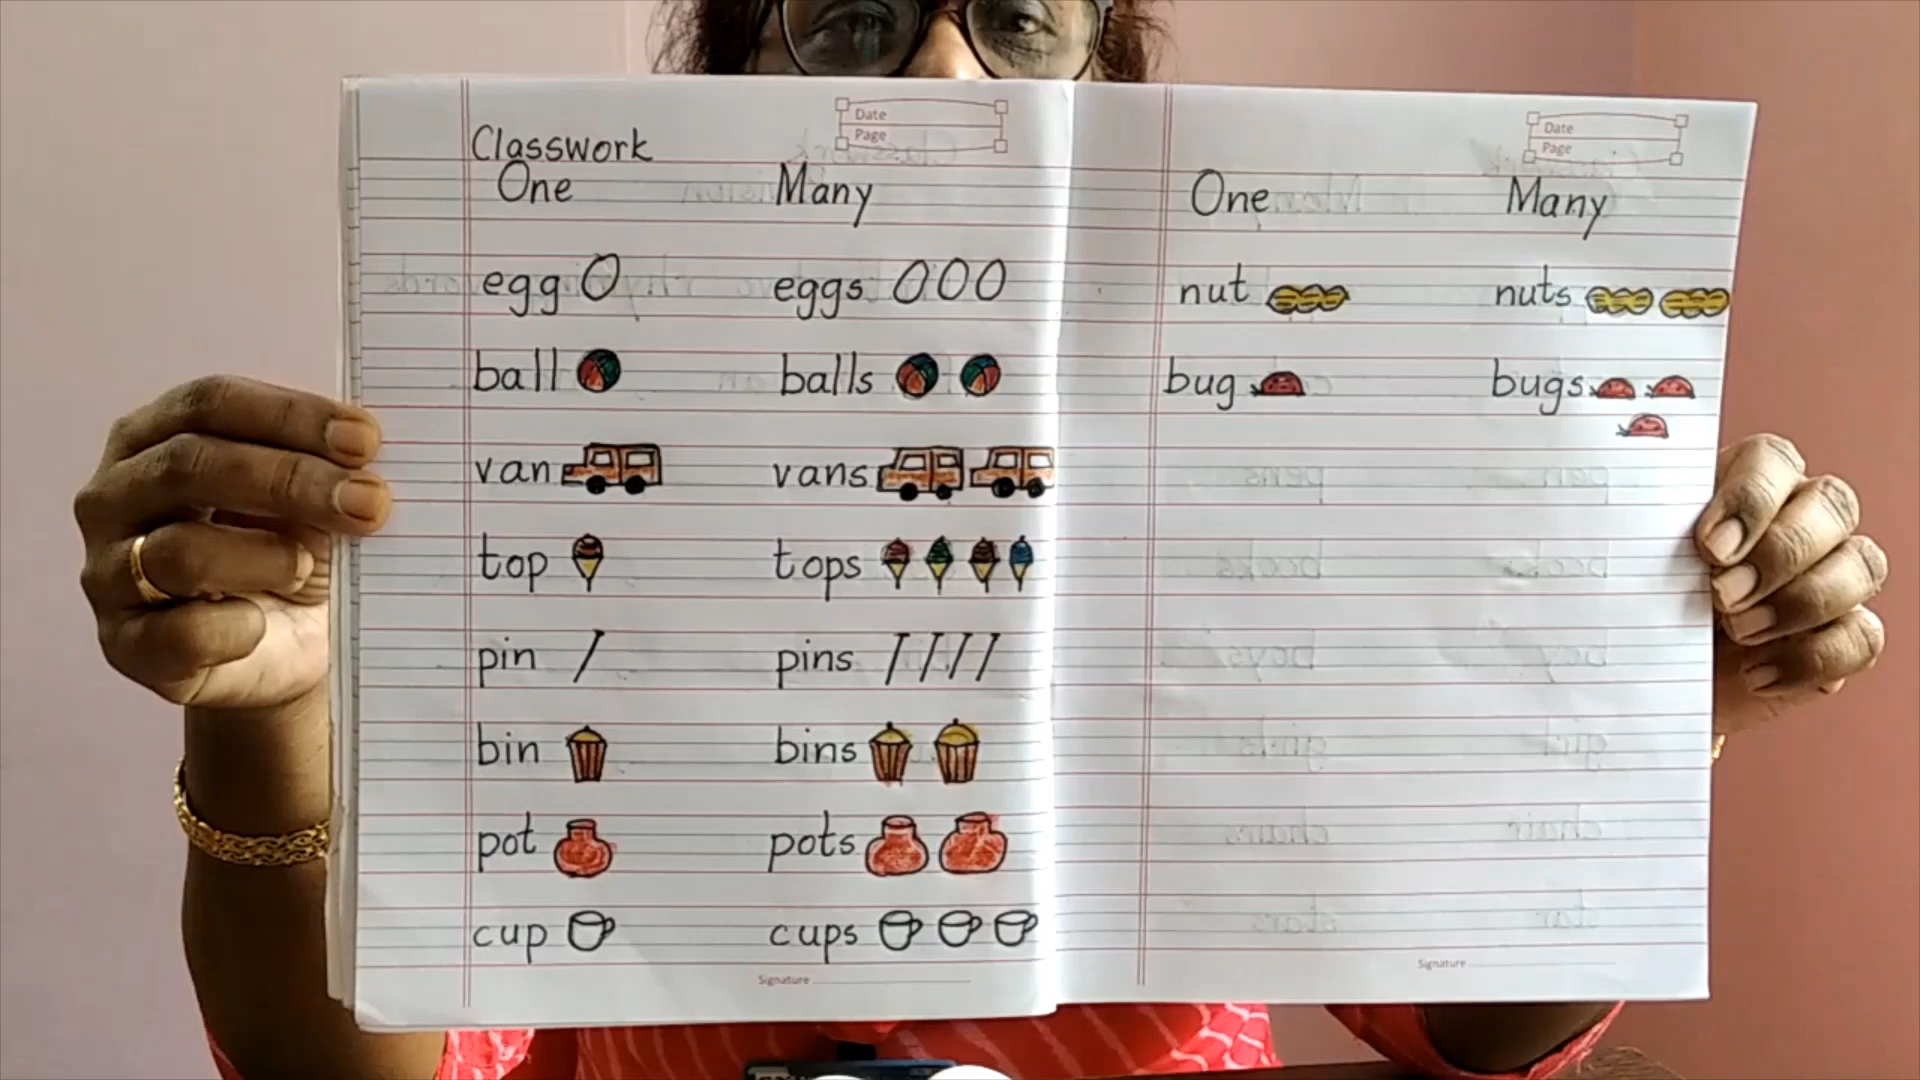 Date
Page
Classwork
One Many
egg eggs
ball balls
van vans
top tops
pin pins
bin bins
pot pots
cup cups
Signature
Date
Page
One Many
nut nuts
bug bugs
Signature